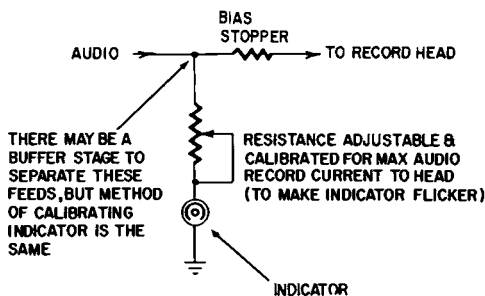 BIAS
STOPPER
AUDIO
TO RECORD HEAD
THERE MAY BE A
BUFFER STAGE TO
SEPARATE THESE
FEEDS, BUT METHOD
OF CALIBRATING
INDICATOR IS THE
SAME
RESISTANCE ADJUSTABLE &
CALIBRATED FOR MAX AUDIO
RECORD CURRENT TO HEAD
(TO MAKE INDICATOR FLICKER)
INDICATOR